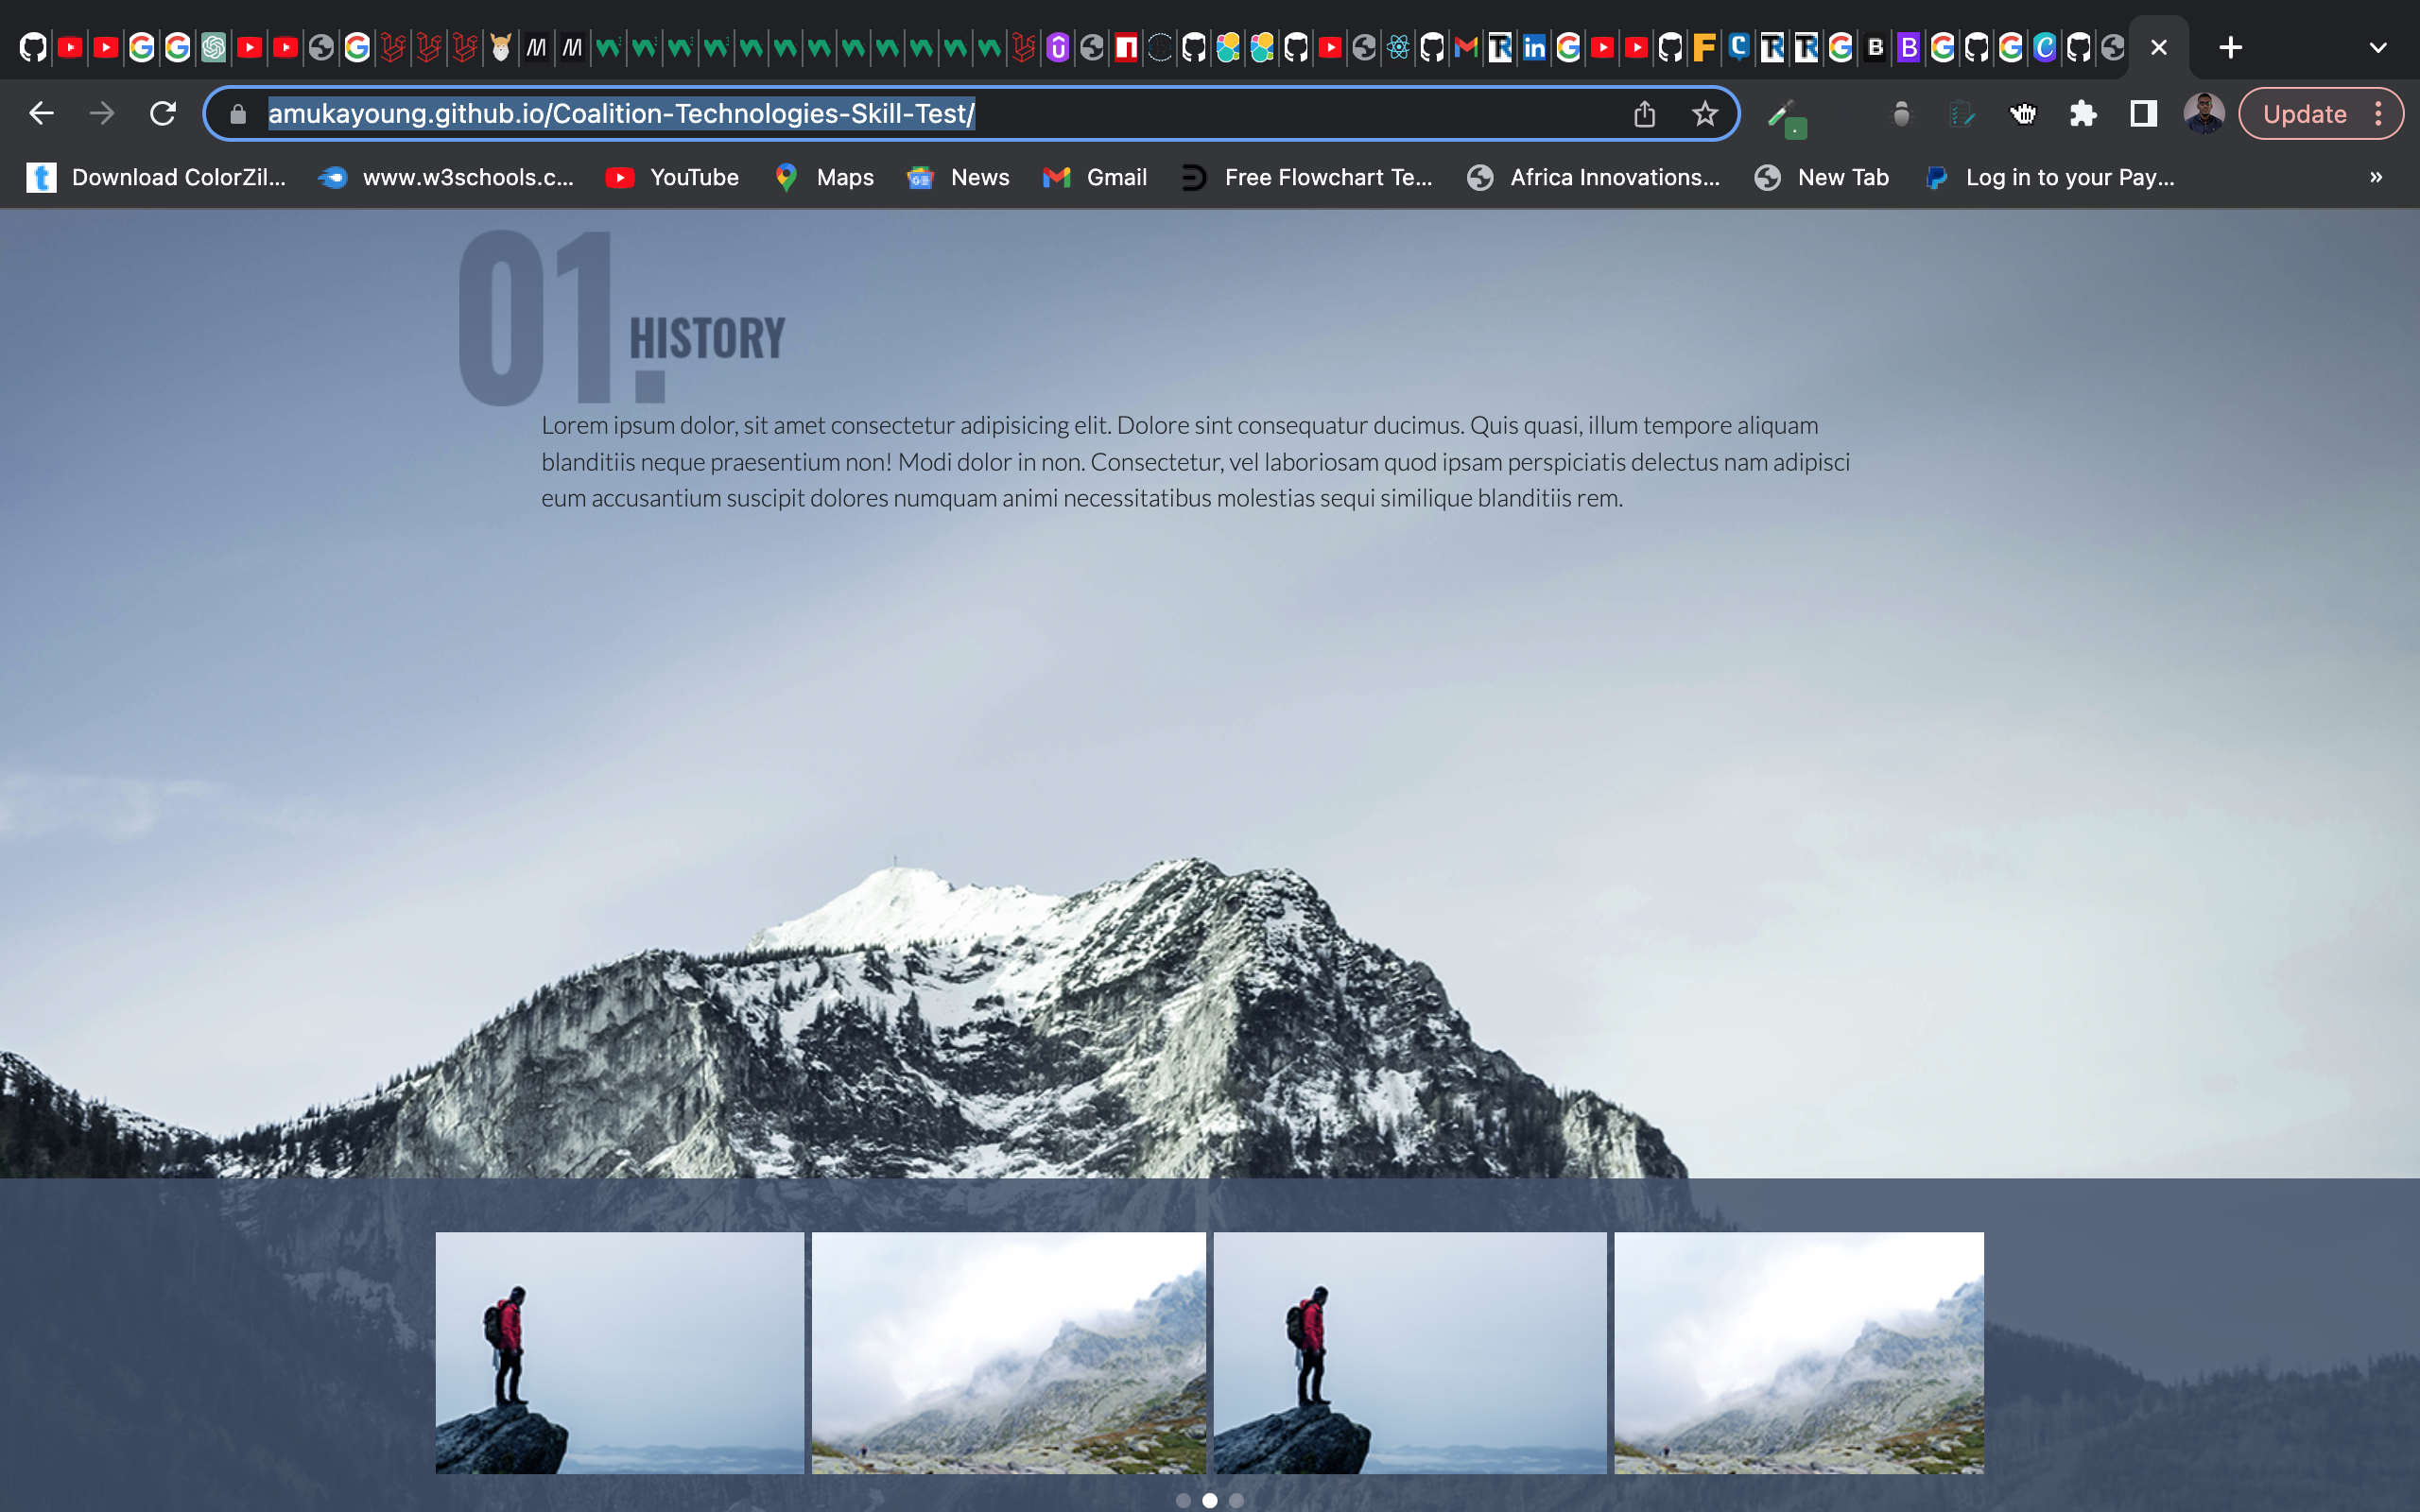 amukayoung.github.io/Coalition-Technologies-Skill-Test/
Update
Download ColorZil... www.w3schools.c... YouTube Maps News Gmail Free Flowchart Te... Africa Innovations... New Tab Log in to your Pay... »
01.
HISTORY
Lorem ipsum dolor, sit amet consectetur adipisicing elit. Dolore sint consequatur ducimus. Quis quasi, illum tempore aliquam
blanditiis neque praesentium non! Modi dolor in non. Consectetur, vel laboriosam quod ipsam perspiciatis delectus nam adipisci
eum accusantium suscipit dolores numquam animi necessitatibus molestias sequi similique blanditiis rem.